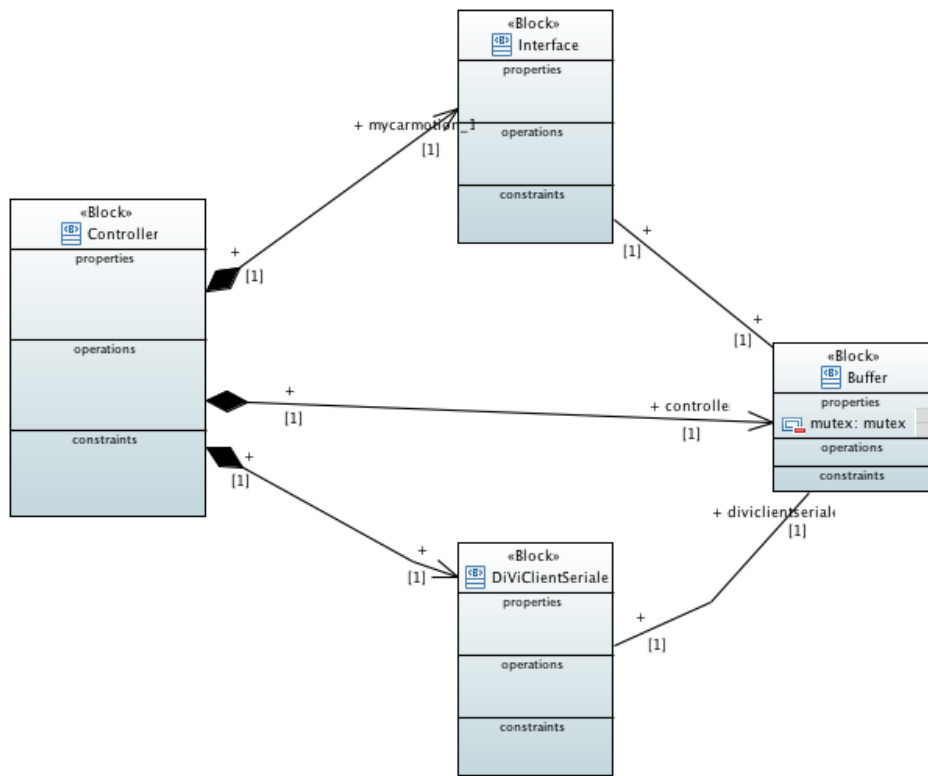 «Block»
Interface
properties
operations
constraints
+ mycarmotion_1
[1]
«Block»
Controller
properties
operations
constraints
+
[1]
+
[1]
+
[1]
+
[1]
+ controlle
[1]
+
[1]
«Block»
Buffer
properties
mutex: mutex
operations
constraints
+ diviclientseriale
[1]
+
[1]
+
[1]
«Block»
DiViClientSeriale
properties
operations
constraints
+
[1]